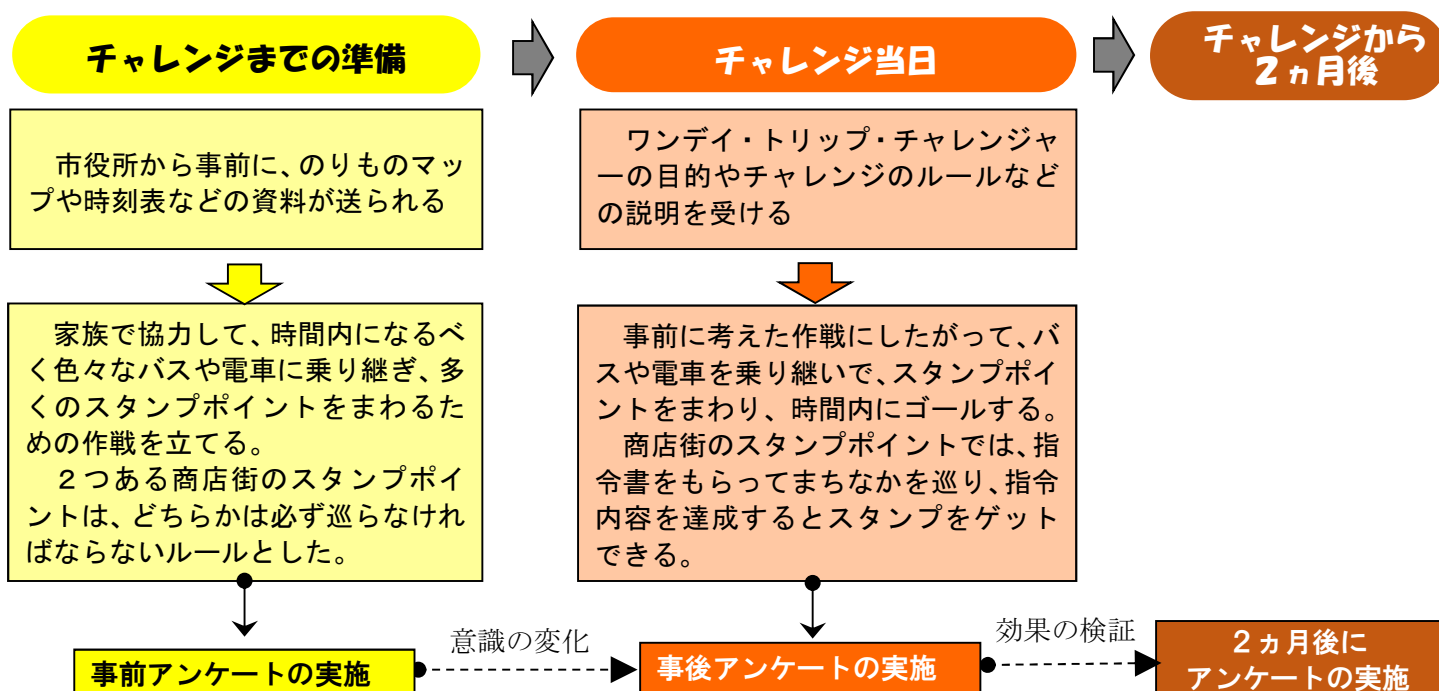 チャレンジまでの準備
市役所から事前に、のりものマッ
プや時刻表などの資料が送られる
家族で協力して、時間内になるべ
く色々なバスや電車に乗り継ぎ、多
くのスタンプポイントをまわるた
めの作戦を立てる。
２つある商店街のスタンプポイ
ントは、どちらかは必ず巡らなけれ
ばならないルールとした。
事前アンケートの実施
意識の変化
チャレンジ当日
ワンデイ・トリップ・チャレンジャ
ーの目的やチャレンジのルールなど
の説明を受ける
事前に考えた作戦にしたがって、バ
スや電車を乗り継いで、スタンプポイ
ントをまわり、時間内にゴールする。
商店街のスタンプポイントでは、指
令書をもらってまちなかを巡り、指令
内容を達成するとスタンプをゲット
できる。
事後アンケートの実施
効果の検証
チャレンジから
２ヵ月後
２ヵ月後に
アンケートの実施